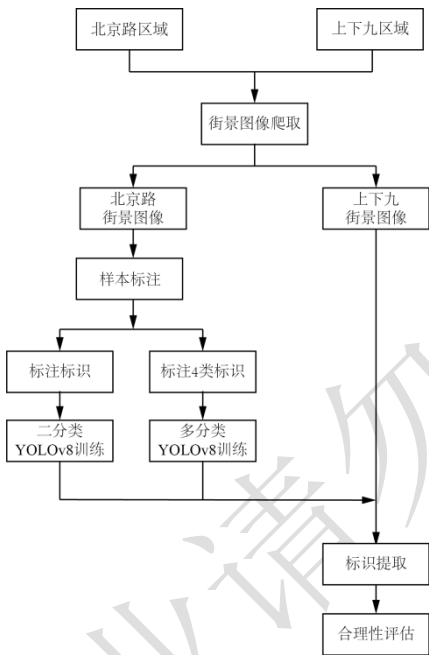 北京路区域
上下九区域
街景图像爬取
北京路
街景图像
上下九
街景图像
样本标注
标注标识
标注4类标识
二分类
YOLOv8训练
多分类
YOLOv8训练
标识提取
合理性评估
业请勿